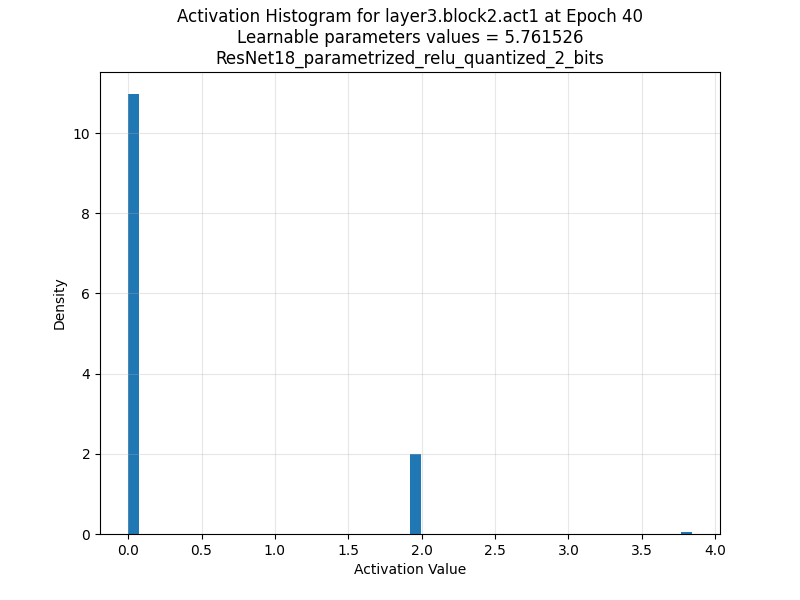 Activation Histogram for layer3.block2.act1 at Epoch 40
Learnable parameters values = 5.761526
ResNet18_parametrized_relu_quantized_2_bits
10
8
6
4
2
0
Density
0.0 0.5 1.0 1.5 2.0 2.5 3.0 3.5 4.0
Activation Value